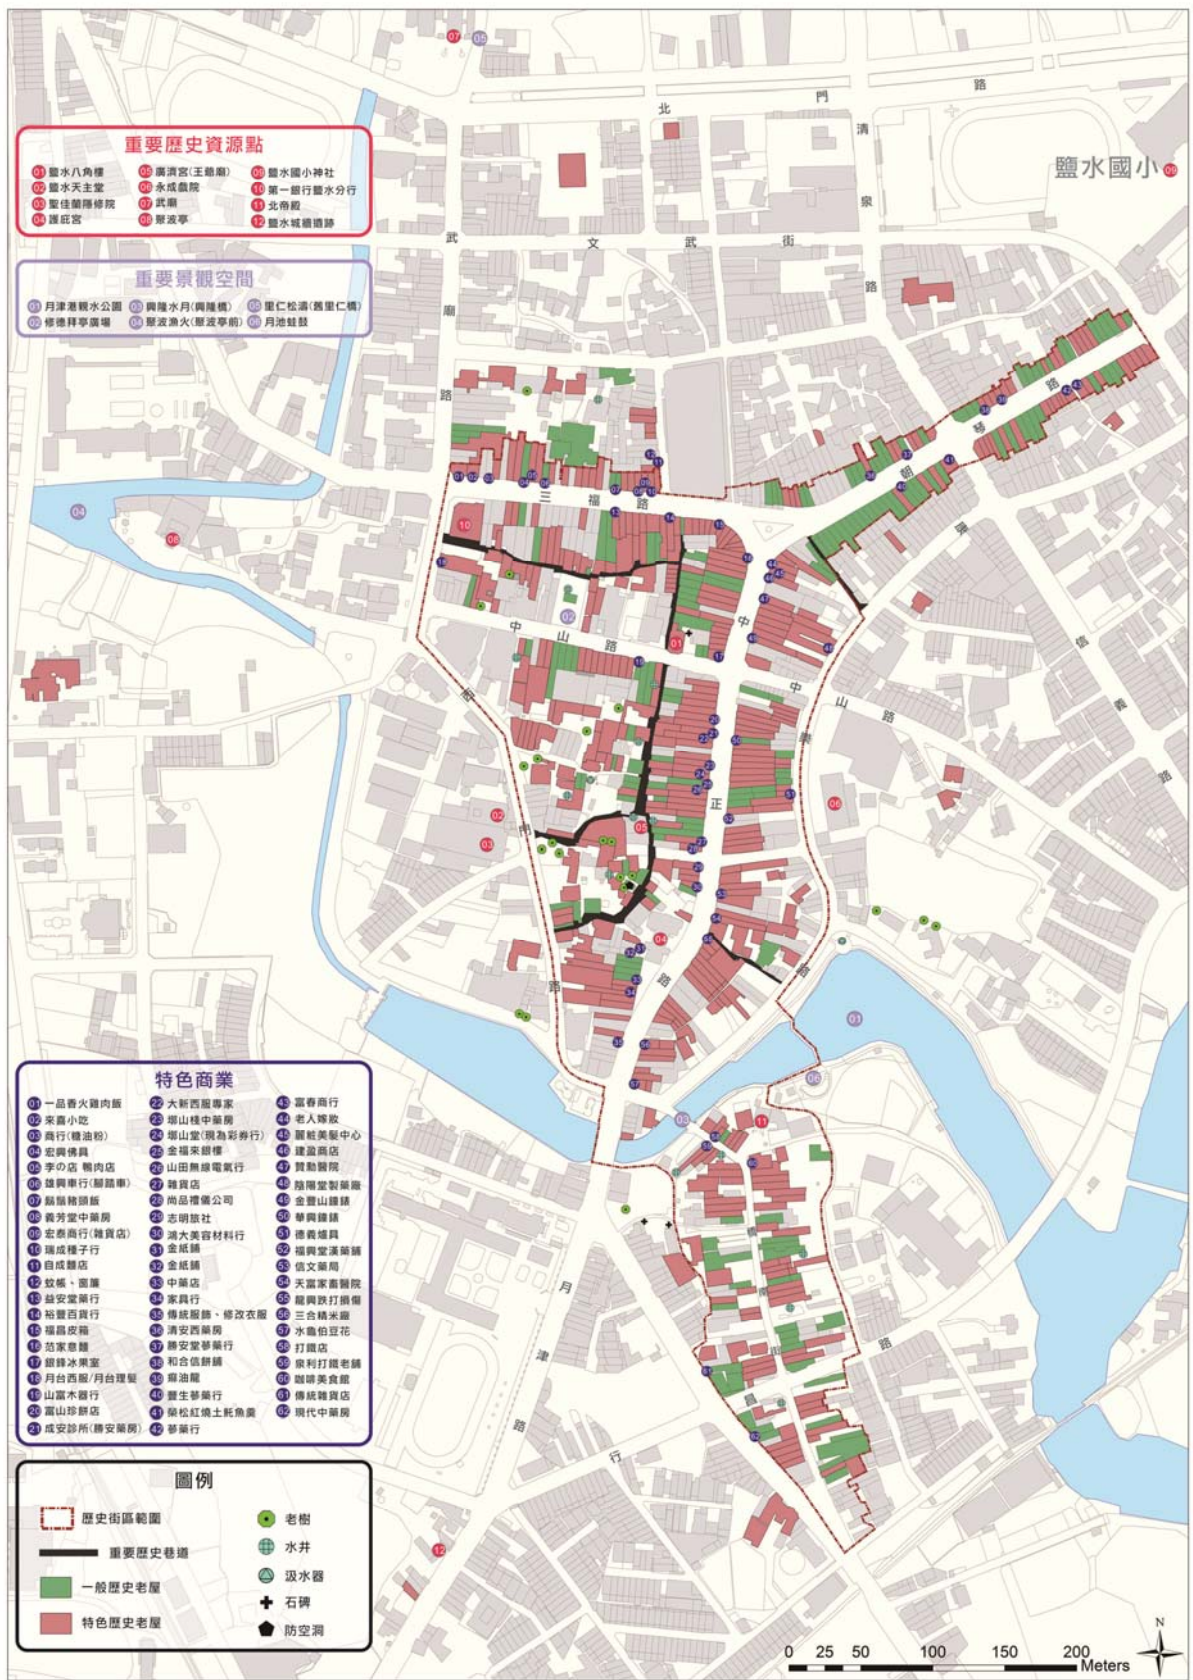 北門路
清泉路
鹽水國小 09
07 05
重要歷史資源點
01 鹽水八角樓 05 廣濟宮(王爺廟) 09 鹽水國小神社
02 鹽水天主堂 06 永成戲院 10 第一銀行鹽水分行
03 聖佳蘭隱修院 07 武廟 11 北帝殿
04 護庇宮 08 聚波亭 12 鹽水城牆遺跡
武廟路
文武街
重要景觀空間
01 月津港親水公園 03 興隆水月(興隆橋) 05 里仁松濤(舊里仁橋)
02 修德拜亭廣場 04 聚波漁火(聚波亭前) 06 月池蛙鼓
朝琴路
三福路
中山路
中山路
中正路
康樂路
信義路
西門路
橋南街
月津路
行昌路
特色商業
01 一品香火雞肉飯 22 大新西服專家 43 富春商行
02 來喜小吃 23 塀山桂中藥房 44 老人嫁妝
03 商行(糖油粉) 24 塀山堂(現為彩券行) 45 麗粧美髮中心
04 宏興佛具 25 金福來銀樓 46 建盈商店
05 李の店 鴨肉店 26 山田無線電氣行 47 贊勳醫院
06 雄興車行(腳踏車) 27 雜貨店 48 陰陽堂製藥廠
07 鬍鬚豬頭飯 28 尚品禮儀公司 49 金豐山鐘錶
08 義芳堂中藥房 29 志明旅社 50 華興鐘錶
09 宏泰商行(雜貨店) 30 鴻大美容材料行 51 德義爐具
10 瑞成種子行 31 金紙舖 52 福興堂漢藥鋪
11 自成麵店 32 金紙舖 53 信文藥局
12 蚊帳、窗簾 33 中藥店 54 天富家畜醫院
13 益安堂藥行 34 家具行 55 龍興跌打損傷
14 裕豐百貨行 35 傳統服飾、修改衣服 56 三合精米廠
15 福昌皮箱 36 清安西藥房 57 水龜伯豆花
16 范家意麵 37 勝安堂蔘藥行 58 打鐵店
17 銀鋒冰果室 38 和合信餅鋪 59 泉利打鐵老舖
18 月台西服/月台理髮 39 麻油龍 60 咖啡美食館
19 山富木器行 40 豐生蔘藥行 61 傳統雜貨店
20 富山珍餅店 41 榮松紅燒土魠魚羹 62 現代中藥房
21 成安診所(勝安藥房) 42 蔘藥行
圖例
歷史街區範圍 老樹
重要歷史巷道 水井
一般歷史老屋 汲水器
特色歷史老屋 石碑
防空洞
N
0 25 50 100 150 200
Meters